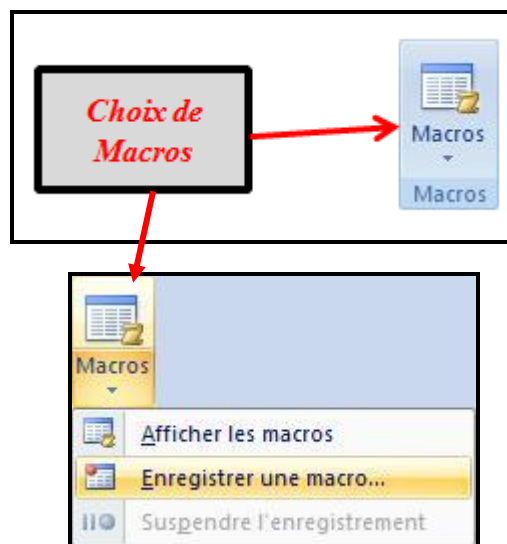 Choix de
Macros
Macros
Macros
Macros
Afficher les macros
Enregistrer une macro...
Suspendre l'enregistrement